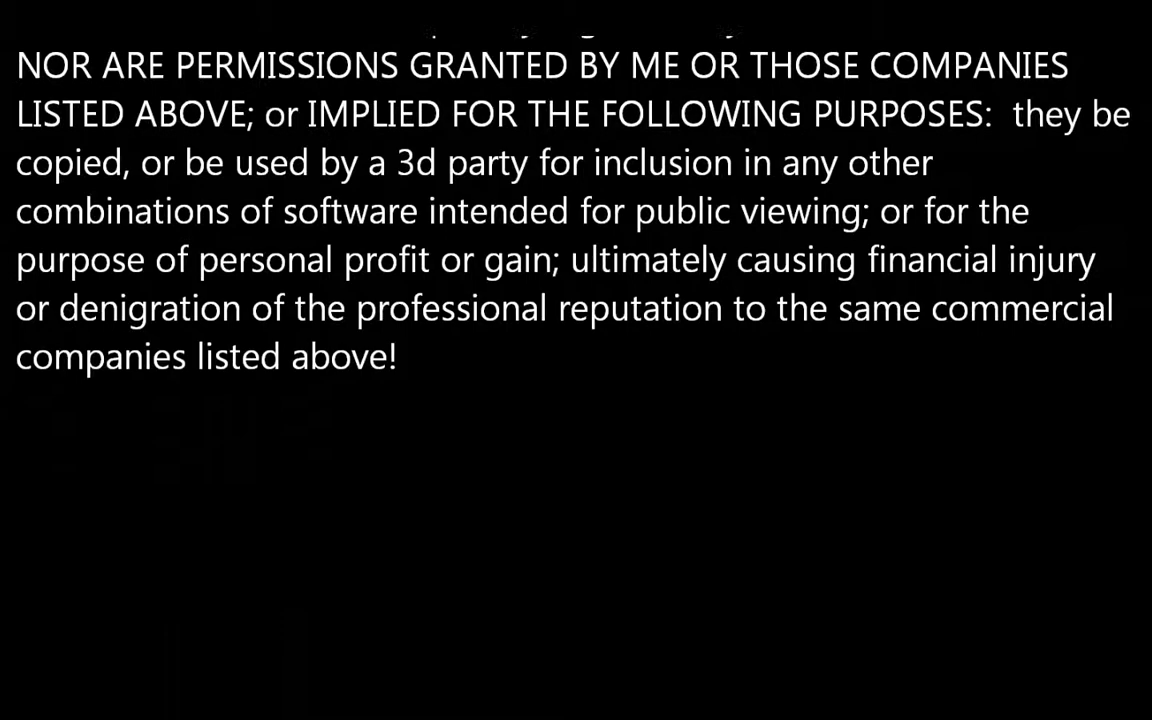 NOR ARE PERMISSIONS GRANTED BY ME OR THOSE COMPANIES
LISTED ABOVE; or IMPLIED FOR THE FOLLOWING PURPOSES:  they be
copied, or be used by a 3d party for inclusion in any other
combinations of software intended for public viewing; or for the
purpose of personal profit or gain; ultimately causing financial injury
or denigration of the professional reputation to the same commercial
companies listed above!